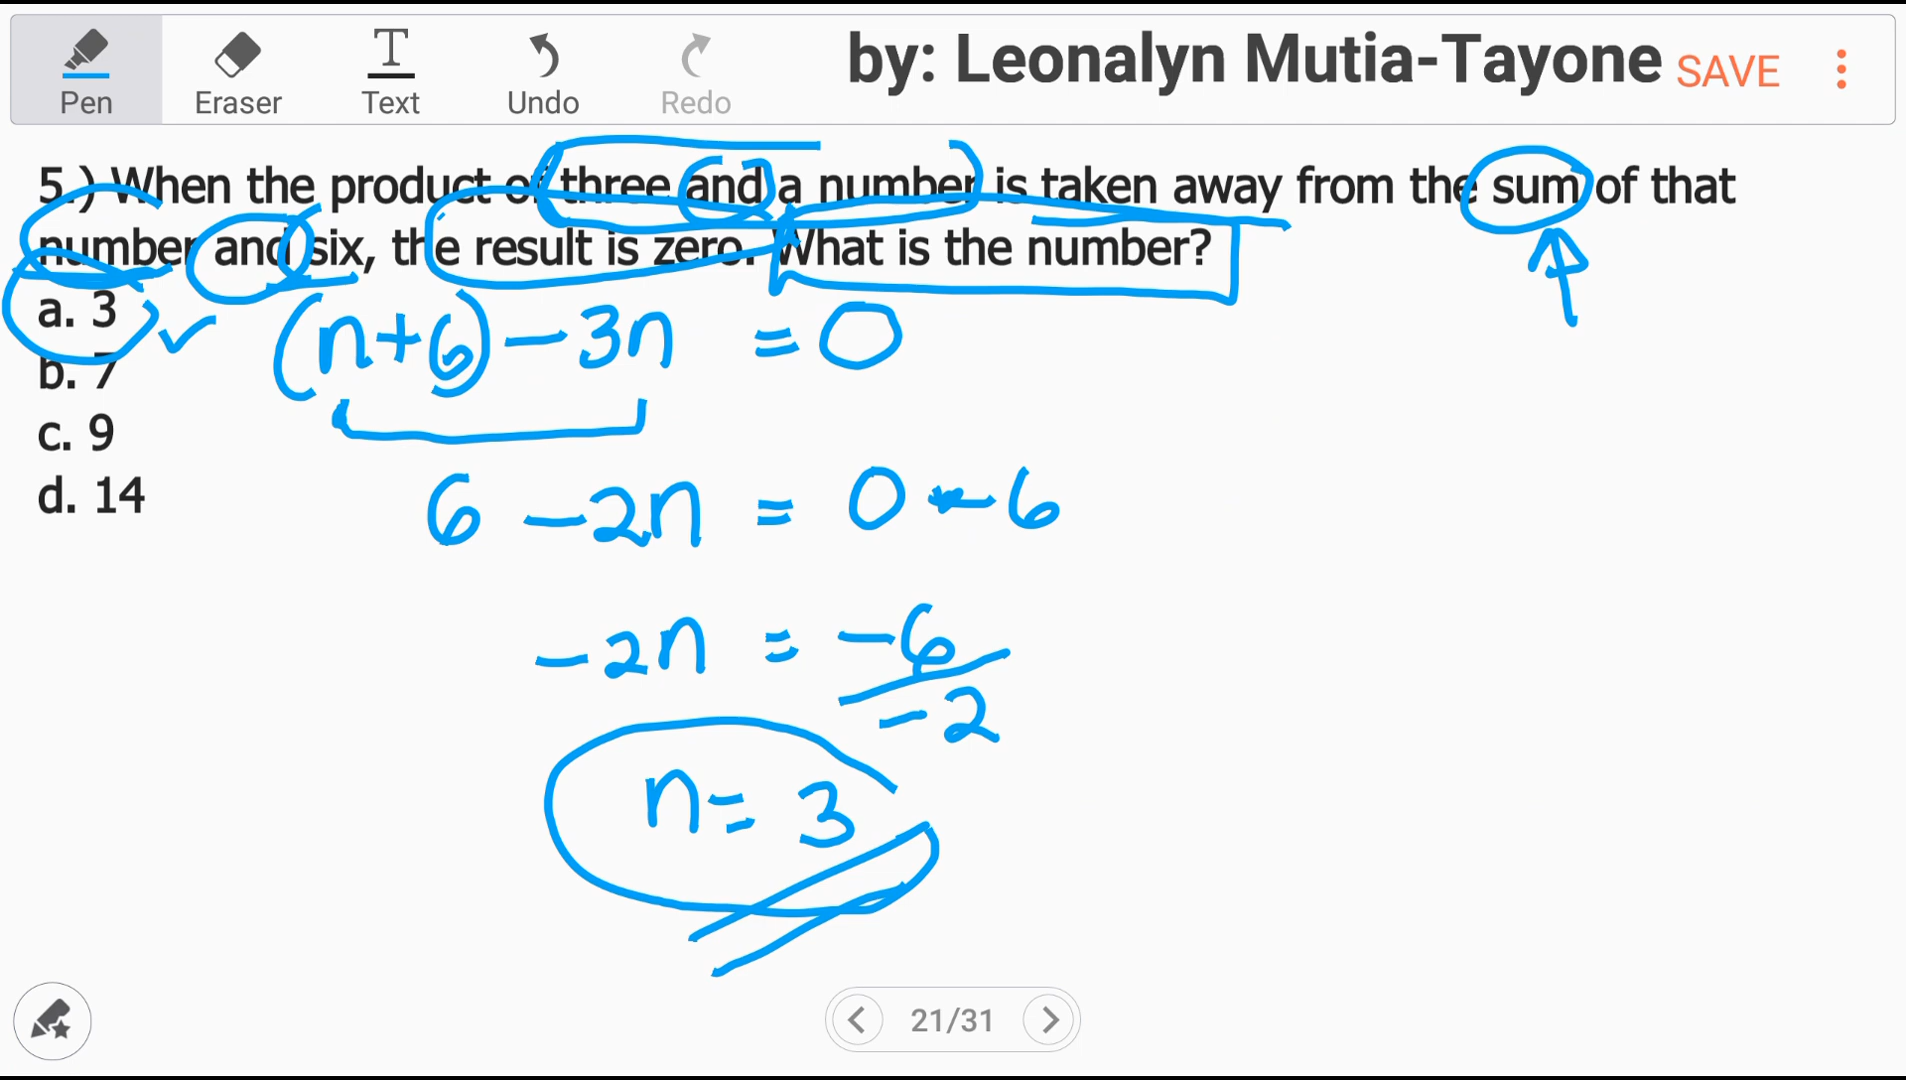 Pen
Eraser
Text
Undo
Redo
by: Leonalyn Mutia-Tayone
SAVE
5.) When the product of three and a number is taken away from the sum of that
number and six, the result is zero. What is the number?
a. 3
b. 7
c. 9
d. 14
(n+6) - 3n = 0
6 - 2n = 0 - 6
-2n = -6
-2
n = 3
21/31